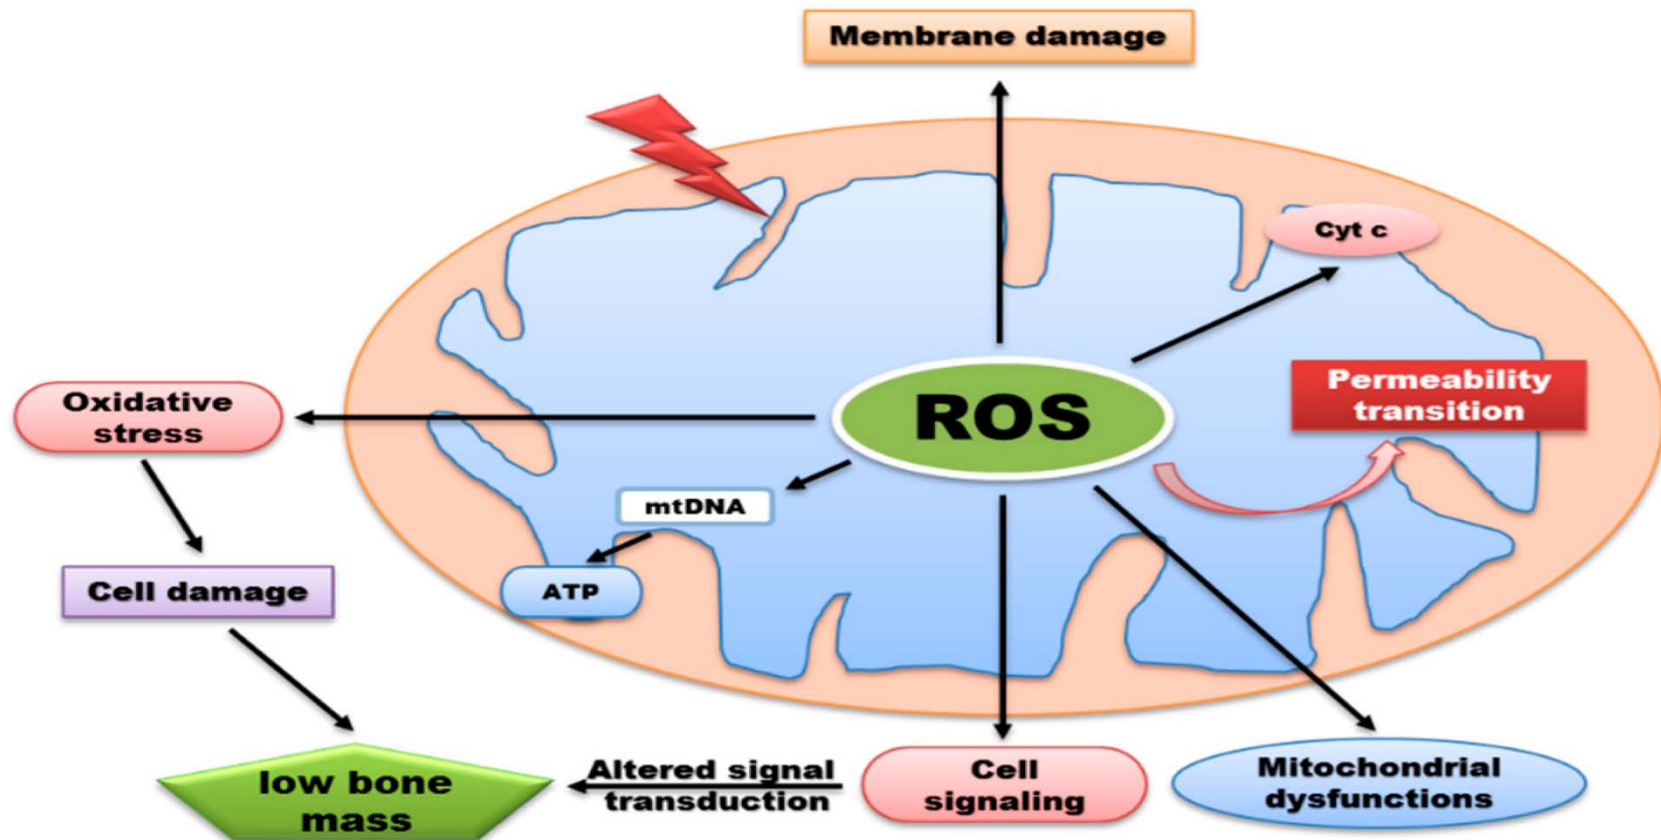 Membrane damage
Cyt c
Permeability
transition
ROS
Oxidative
stress
mtDNA
ATP
Cell damage
low bone
mass
Altered signal
transduction
Cell
signaling
Mitochondrial
dysfunctions